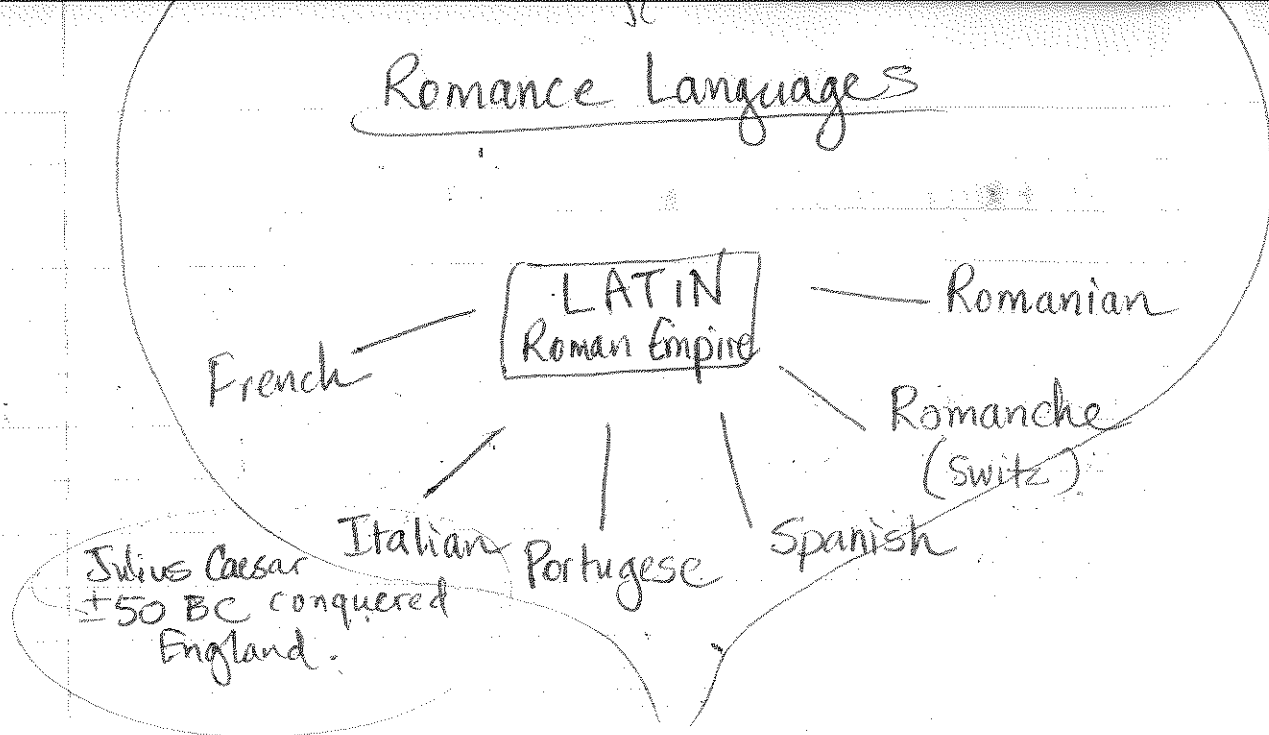 Romance Languages
LATIN
Roman Empire
Romanian
French
Romanche
(Switz)
Italian
Portugese
Spanish
Julius Caesar
±50 BC conquered
England.